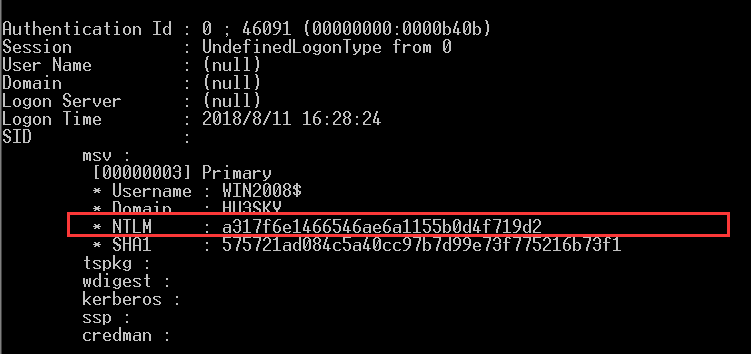 Authentication Id : 0 ; 46091 (00000000:0000b40b)
Session           : UndefinedLogonType from 0
User Name         : (null)
Domain            : (null)
Logon Server      : (null)
Logon Time        : 2018/8/11 16:28:24
SID               :
msv :
[00000003] Primary
* Username : WIN2008$
* Domain   : HU3SKY
* NTLM     : a317f6e1466546ae6a1155b0d4f719d2
* SHA1     : 575721ad084c5a40cc97b7d99e73f775216b73f1
tspkg :
wdigest :
kerberos :
ssp :
credman :